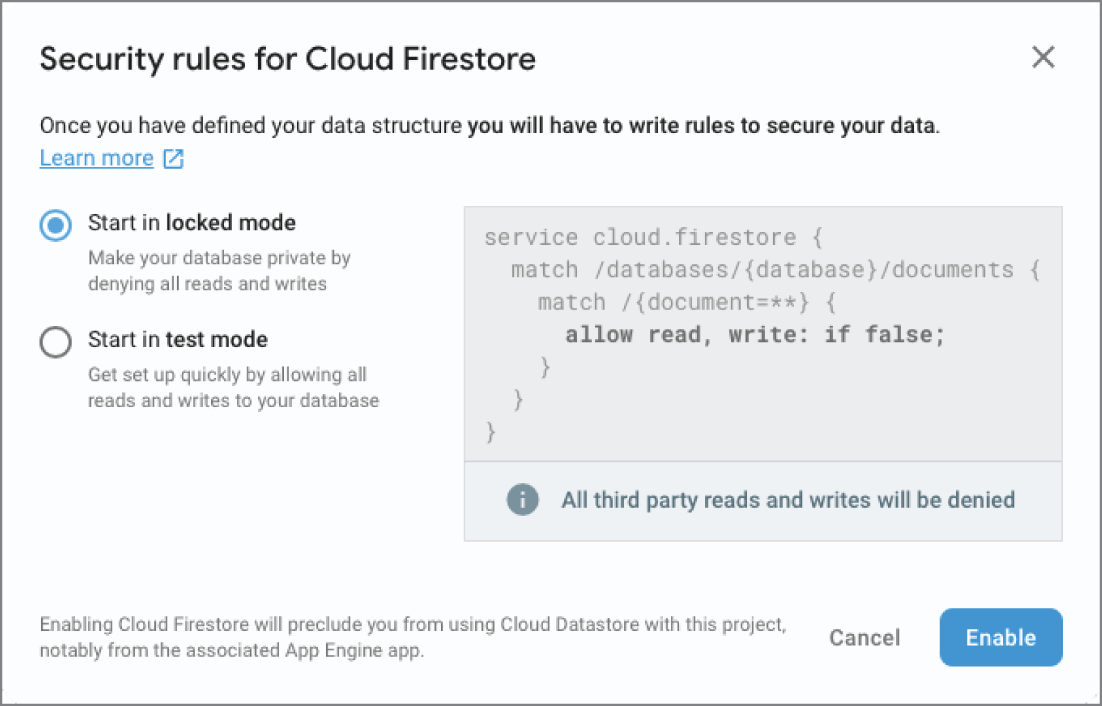 Security rules for Cloud Firestore
Once you have defined your data structure you will have to write rules to secure your data.
Learn more
Start in locked mode
Make your database private by
denying all reads and writes
Start in test mode
Get set up quickly by allowing all
reads and writes to your database
service cloud.firestore {
  match /databases/{database}/documents {
    match /{document=**} {
      allow read, write: if false;
    }
  }
}
i
All third party reads and writes will be denied
Enabling Cloud Firestore will preclude you from using Cloud Datastore with this project,
notably from the associated App Engine app.
Cancel
Enable